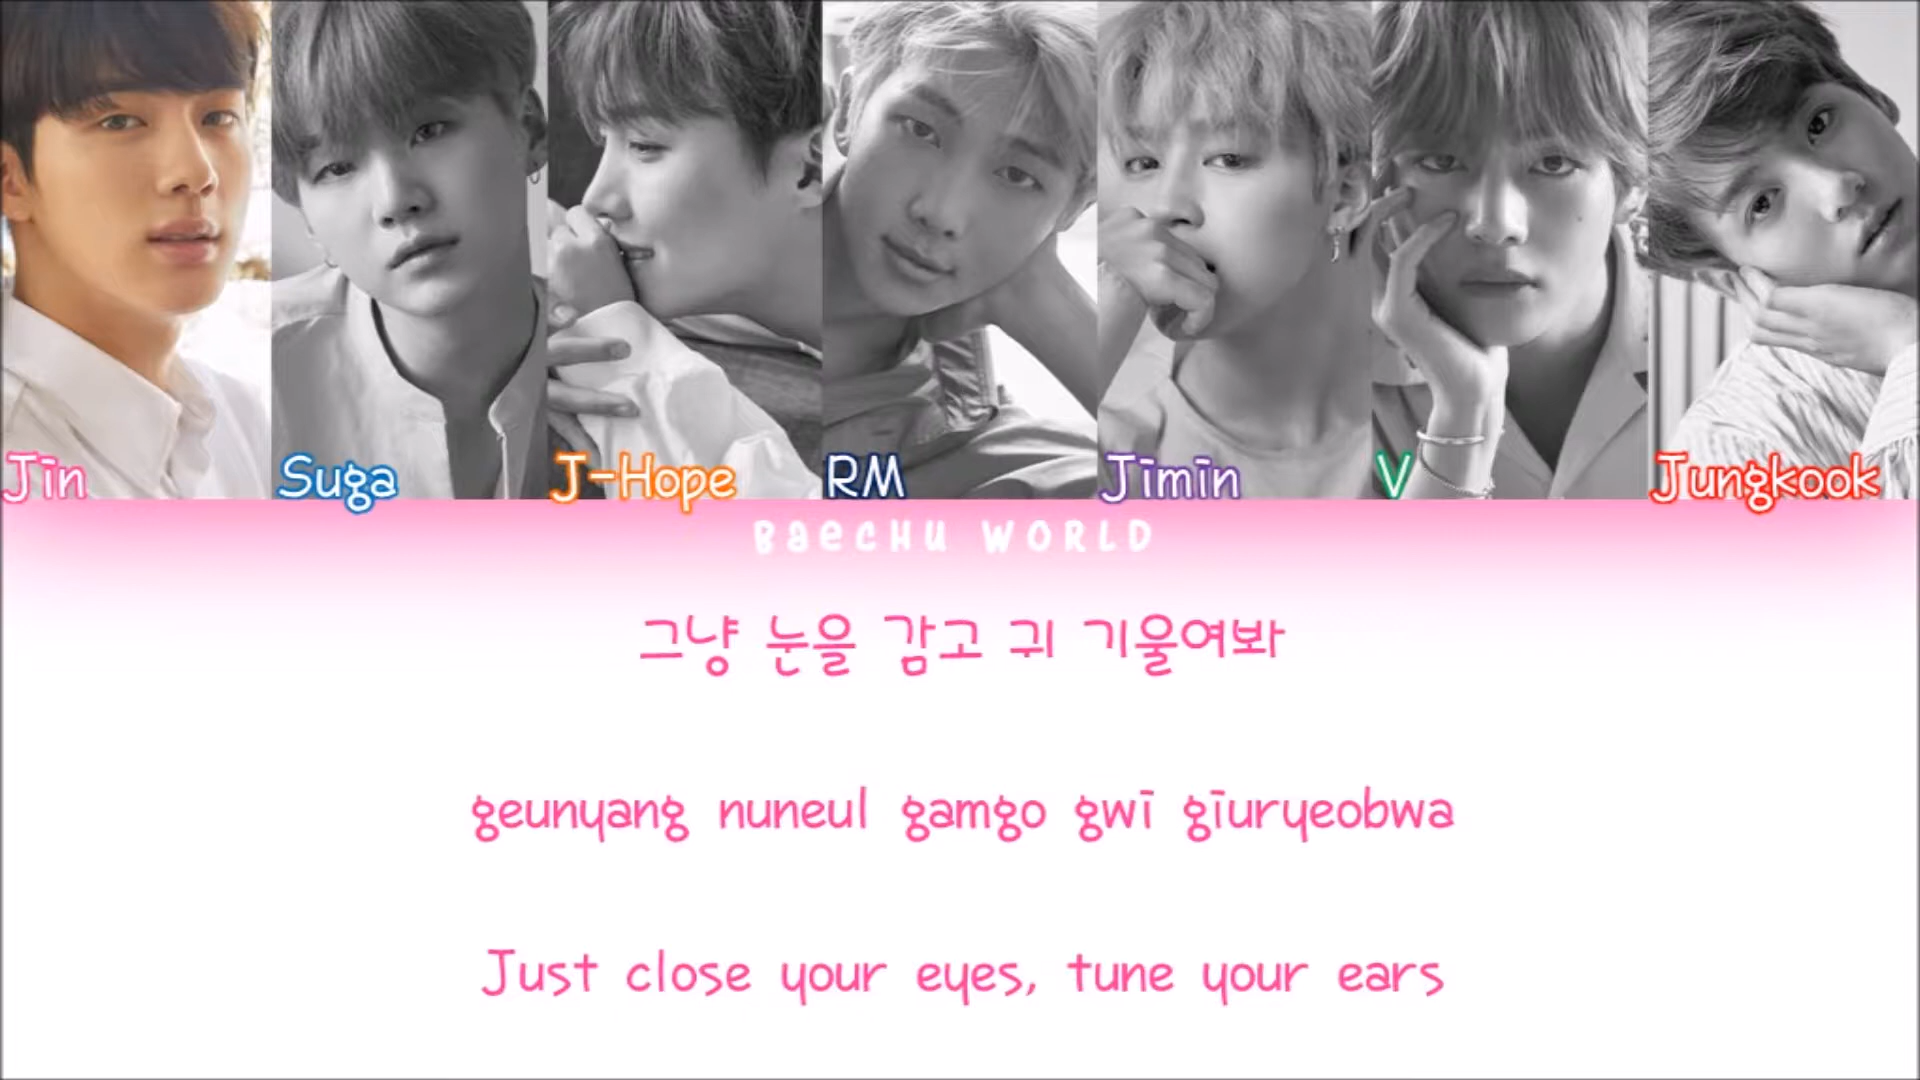 Jin Suga J-Hope RM Jimin V Jungkook
BaeCHU WORLD
그냥 눈을 감고 귀 기울여봐
geunyang nuneul gamgo gwi giuryeobwa
Just close your eyes, tune your ears